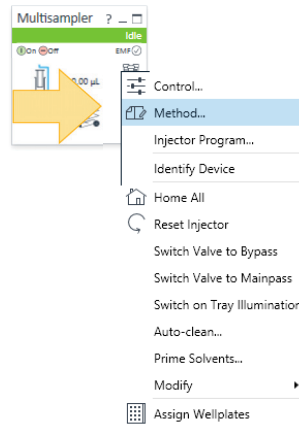 Multisampler ? _
Idle
On Off EMF
0.00 µL
Control...
Method...
Injector Program...
Identify Device
Home All
Reset Injector
Switch Valve to Bypass
Switch Valve to Mainpass
Switch on Tray Illumination
Auto-clean...
Prime Solvents...
Modify
Assign Wellplates